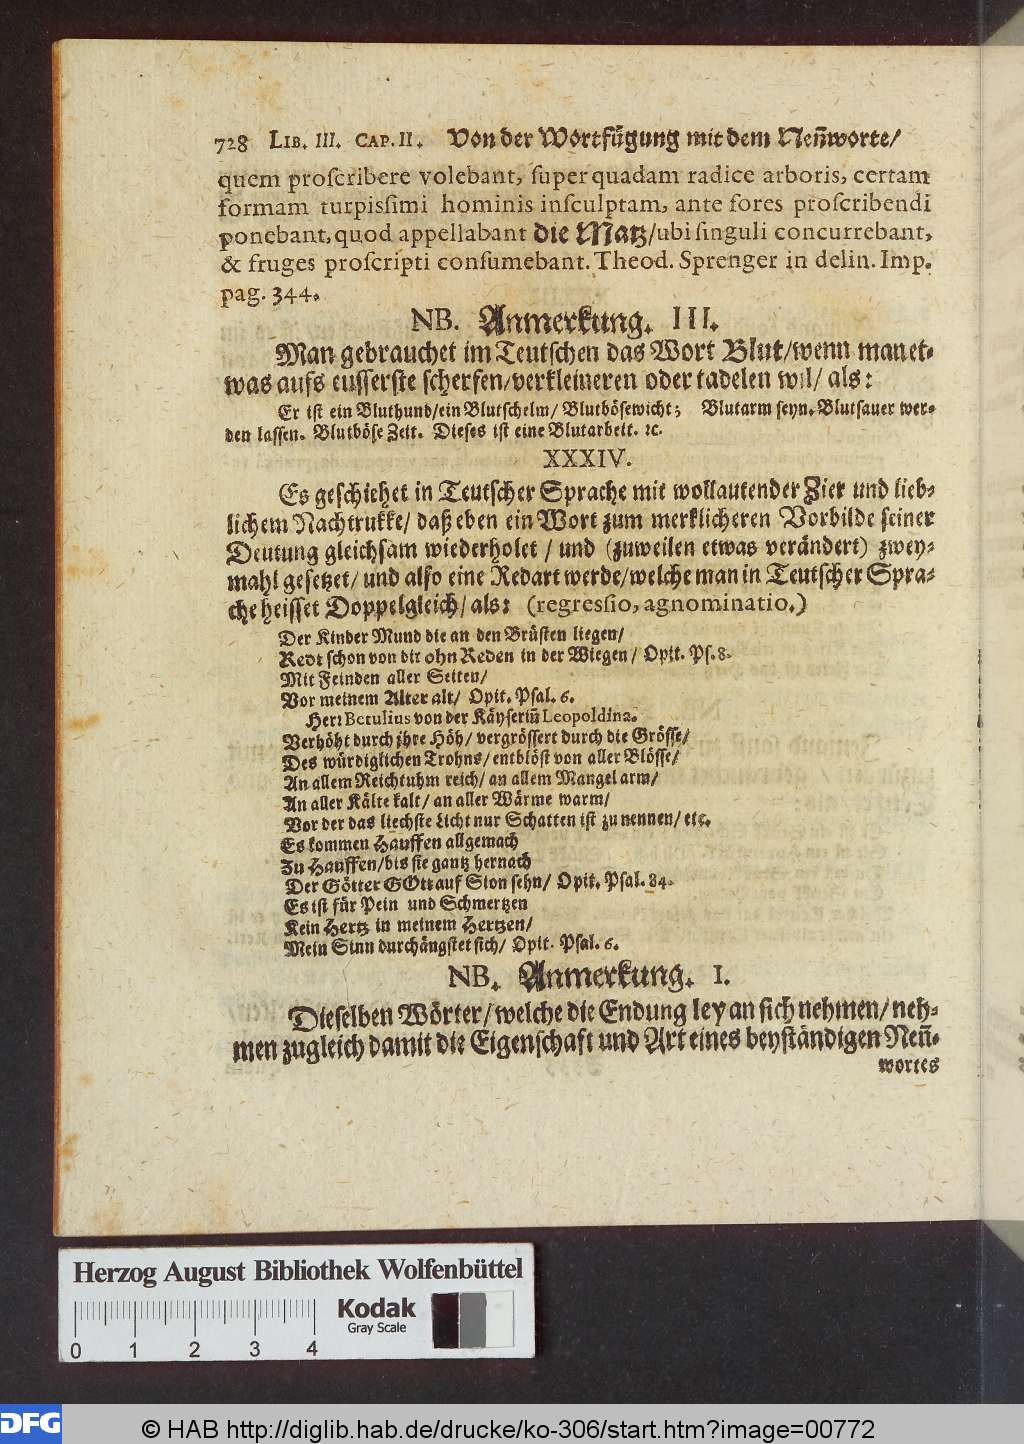 728 LIB. III. CAP. II. Von der Wortfügung mit dem Nen̄worte/
quem proſcribere volebant, ſuper quadam radice arboris, certam
formam turpiſſimi hominis inſculptam, ante fores proſcribendi
ponebant, quod appellabant die Matz/ ubi ſinguli concurrebant,
& fruges proſcripti conſumebant. Theod. Sprenger in delin. Imp.
pag. 344.
NB. Anmerkung. III.
Man gebrauchet im Teutſchen das Wort Blut/ wenn man et-
was aufs euſſerſte ſcherfen/ verkleineren oder tadelen wil/ als:
Er iſt ein Bluthund/ ein Blutſchelm/ Blutböſewicht; Blutarm ſeyn. Blutſauer wer-
den laſſen. Blutböſe Zeit. Dieſes iſt eine Blutarbeit. ꝛc.
XXXIV.
Es geſchiehet in Teutſcher Sprache mit wollautender Zier und lieb-
lichem Nachtrukke/ daß eben ein Wort zum merklicheren Vorbilde ſeiner
Deutung gleichſam wiederholet / und (zuweilen etwas verändert) zwey-
mahl geſetzet/ und alſo eine Redart werde/ welche man in Teutſcher Spra-
che heiſſet Doppelgleich/ als: (regreſſio, agnominatio.)
Der Kinder Mund die an den Brüſten liegen/
Redt ſchon von dir ohn Reden in der Wiegen/ Opit. Pſ. 8.
Mit Feinden aller Seiten/
Vor meinem Alter alt/ Opit. Pſal. 6.
Herꝛ Betulius von der Käyſerin̄ Leopoldina.
Verhöht durch jhre Höh/ vergröſſert durch die Gröſſe/
Des würdiglichen Trohns/ entblöſt von aller Blöſſe/
An allem Reichtuhm reich/ an allem Mangel arm/
An aller Kälte kalt/ an aller Wärme warm/
Vor der das liechſte Licht nur Schatten iſt zu nennen/ etc.
Es kommen Hauffen allgemach
Zu Hauffen/ bis ſie gantz hernach
Der Götter GOtt auf Sion ſehn/ Opit. Pſal. 84.
Es iſt für Pein und Schmertzen
Kein Hertz in meinem Hertzen/
Mein Sinn durchängſtet ſich/ Opit. Pſal. 6.
NB. Anmerkung. I.
Dieſelben Wörter/ welche die Endung ley an ſich nehmen/ neh-
men zugleich damit die Eigenſchaft und Art eines beyſtändigen Nen̄-
wortes
Herzog August Bibliothek Wolfenbüttel
Kodak
Gray Scale
0 1 2 3 4
DFG
© HAB http://diglib.hab.de/drucke/ko-306/start.htm?image=00772